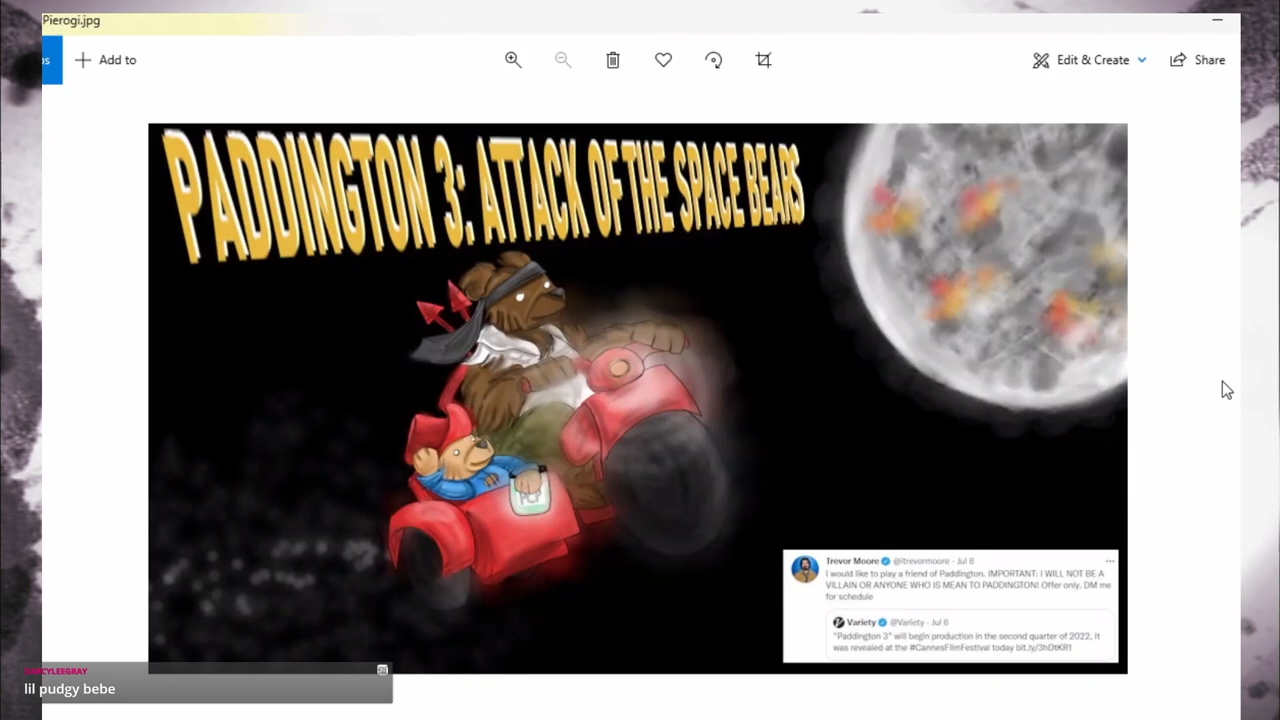 Pierogi.jpg
Add to
Edit & Create
Share
PADDINGTON 3: ATTACK OF THE SPACE BEARS
Trevor Moore @itrevormoore · Jul 6
I would like to play a friend of Paddington. IMPORTANT: I WILL NOT BE A
VILLAIN OR ANYONE WHO IS MEAN TO PADDINGTON! Offer only, DM me
for schedule
Variety @Variety · Jul 6
"Paddington 3" will begin production in the second quarter of 2022, it
was revealed at the #CannesFilmFestival today bit.ly/3hDtKR1
lil pudgy bebe